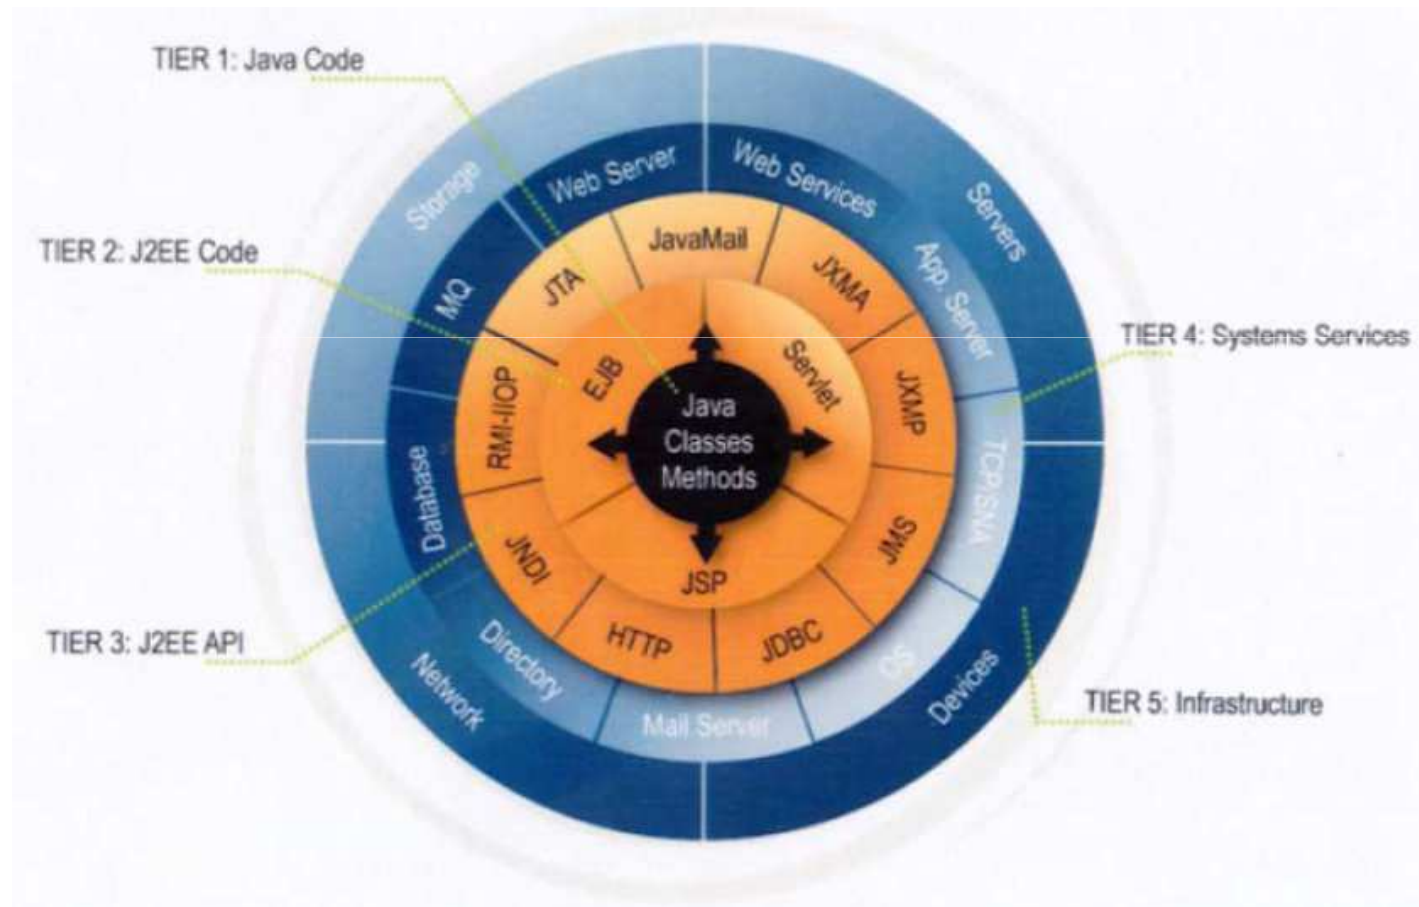 TIER 1: Java Code
TIER 2: J2EE Code
TIER 3: J2EE API
TIER 4: Systems Services
TIER 5: Infrastructure
Storage
Servers
Devices
Network
Web Server
Web Services
App. Server
TCP/SNA
OS
Mail Server
Directory
Database
MQ
JavaMail
JXMA
JXMP
JMS
JDBC
HTTP
JNDI
RMI-IIOP
JTA
EJB
Servlet
JSP
Java
Classes
Methods